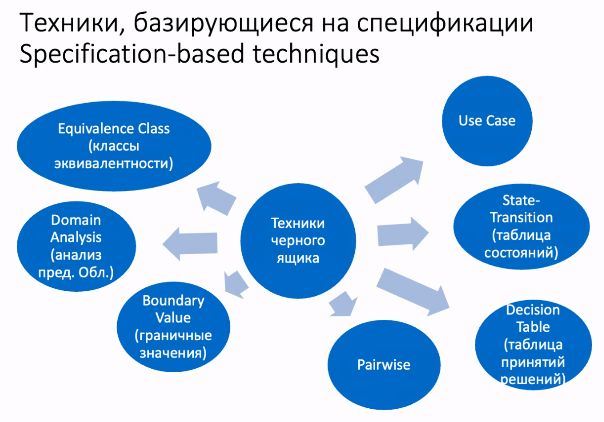 Техники, базирующиеся на спецификации
Specification-based techniques
Equivalence Class
(классы
эквивалентности)
Use Case
Domain
Analysis
(анализ
пред. Обл.)
Техники
черного
ящика
State-
Transition
(таблица
состояний)
Boundary
Value
(граничные
значения)
Pairwise
Decision
Table
(таблица
принятий
решений)